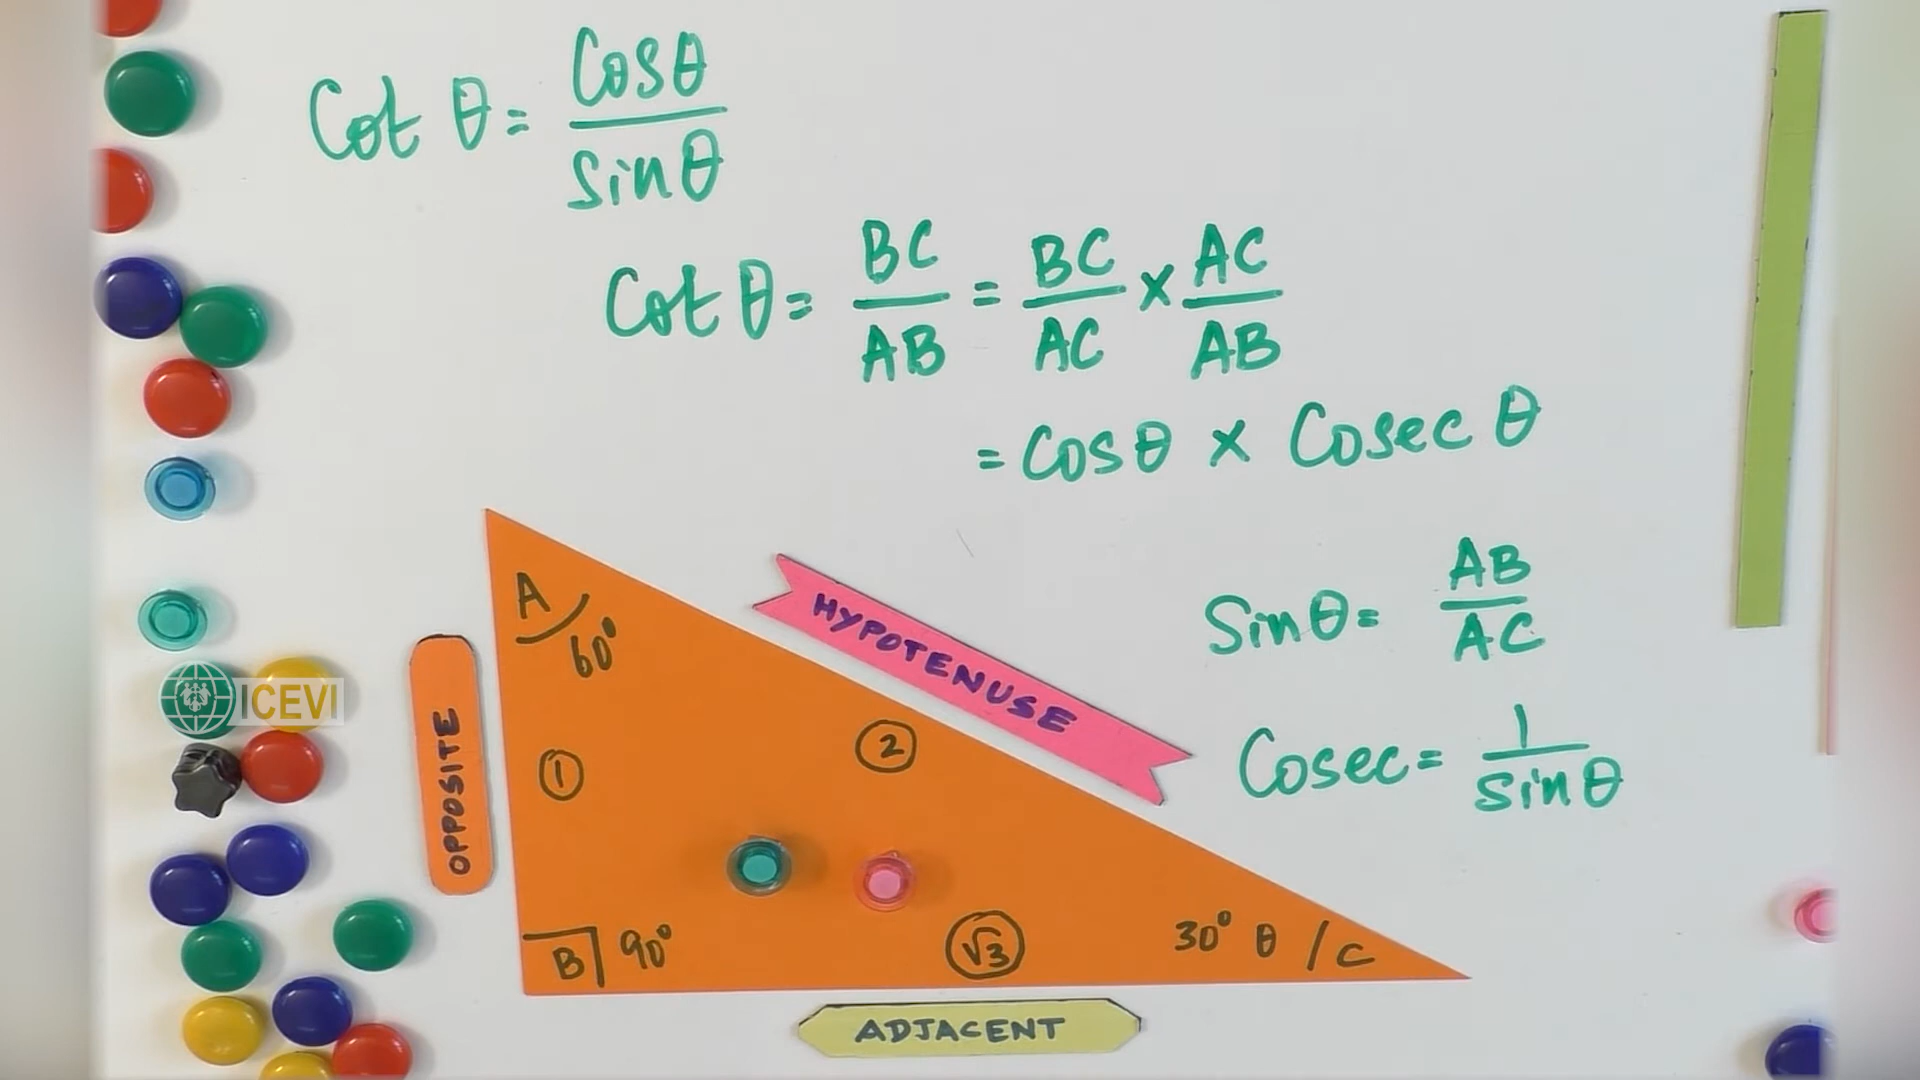 Cot θ = Cosθ / Sinθ
Cot θ = BC / AB = BC / AC × AC / AB
= Cosθ × Cosec θ
Sinθ = AB / AC
Cosec = 1 / Sinθ
HYPOTENUSE
A
60°
OPPOSITE
1
2
ICEVI
B 90°
√3
30° θ / C
ADJACENT